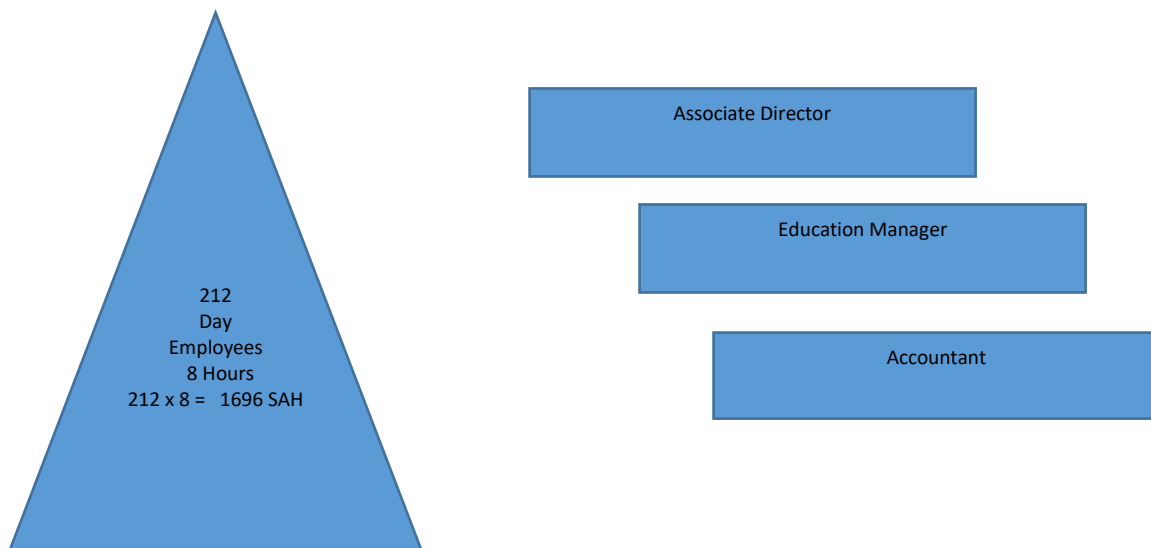 212
Day
Employees
8 Hours
212 x 8 = 1696 SAH
Associate Director
Education Manager
Accountant